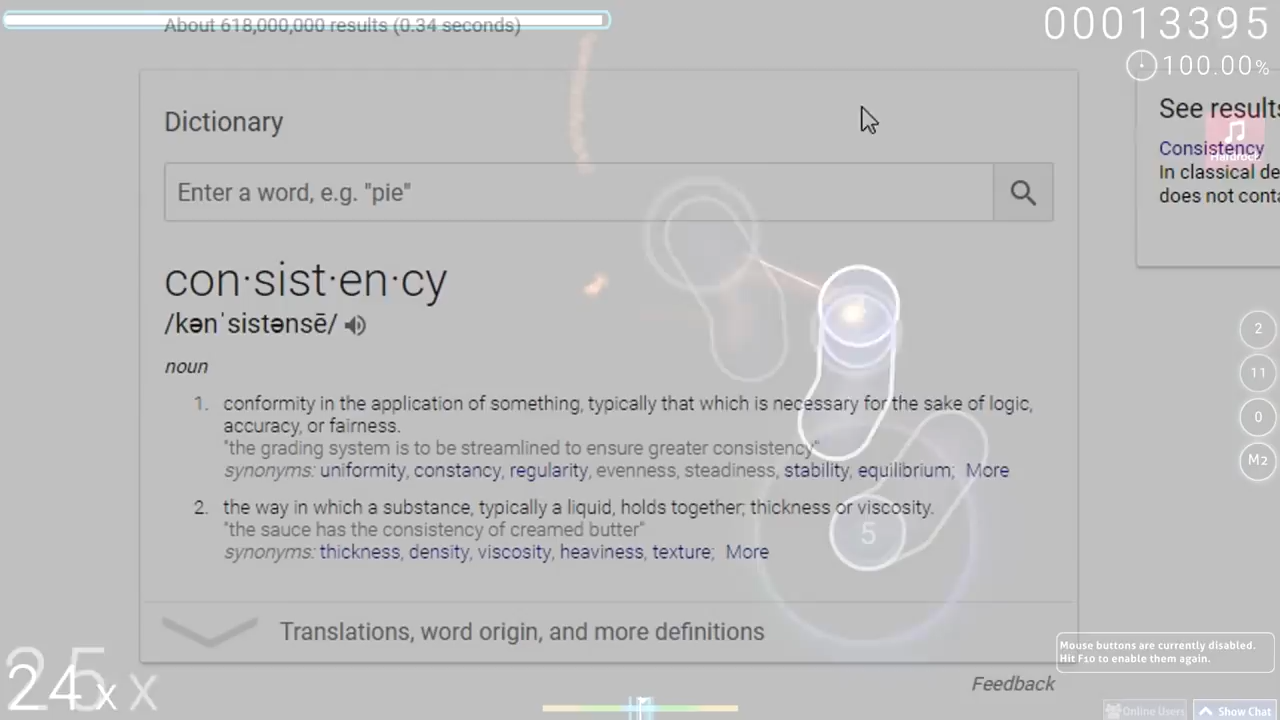 About 618,000,000 results (0.34 seconds)
00013395
100.00%
Dictionary
See results
Enter a word, e.g. "pie"
Consistency
Hardrock
In classical de
does not conta
con·sist·en·cy
/kənˈsistənsē/
noun
1. conformity in the application of something, typically that which is necessary for the sake of logic,
accuracy, or fairness.
"the grading system is to be streamlined to ensure greater consistency"
synonyms: uniformity, constancy, regularity, evenness, steadiness, stability, equilibrium; More
2. the way in which a substance, typically a liquid, holds together; thickness or viscosity.
"the sauce has the consistency of creamed butter"
synonyms: thickness, density, viscosity, heaviness, texture; More
2
11
0
M2
5
Translations, word origin, and more definitions
Mouse buttons are currently disabled.
Hit F10 to enable them again.
Feedback
24x
25x
Online Users
Show Chat